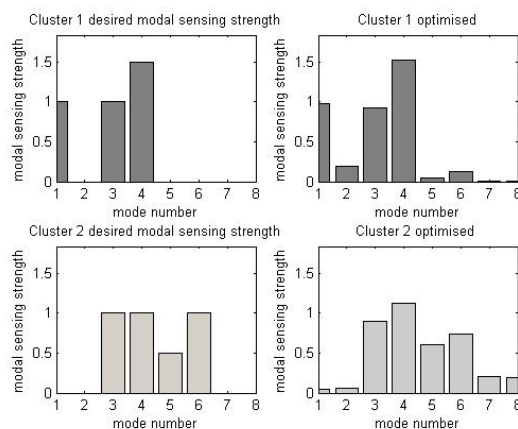 Cluster 1 desired modal sensing strength
modal sensing strength
1.5
1
0.5
0
1 2 3 4 5 6 7 8
mode number
Cluster 1 optimised
modal sensing strength
1.5
1
0.5
0
1 2 3 4 5 6 7 8
mode number
Cluster 2 desired modal sensing strength
modal sensing strength
1.5
1
0.5
0
1 2 3 4 5 6 7 8
mode number
Cluster 2 optimised
modal sensing strength
1.5
1
0.5
0
1 2 3 4 5 6 7 8
mode number